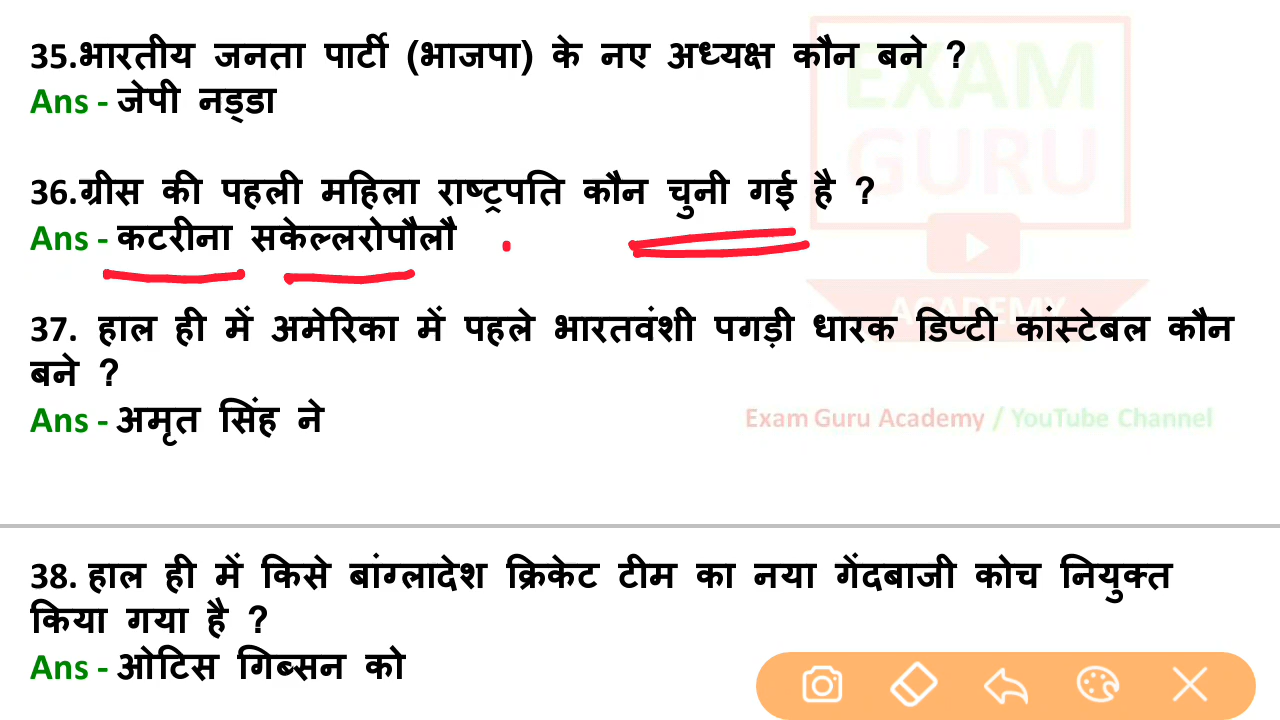 35.भारतीय जनता पार्टी (भाजपा) के नए अध्यक्ष कौन बने ?
Ans - जेपी नड्डा
EXAM
GURU
36.ग्रीस की पहली महिला राष्ट्रपति कौन चुनी गई है ?
Ans - कटरीना सकेल्लरोपौलौ
ACADEMY
37. हाल ही में अमेरिका में पहले भारतवंशी पगड़ी धारक डिप्टी कांस्टेबल कौन
बने ?
Ans - अमृत सिंह ने
Exam Guru Academy / YouTube Channel
38. हाल ही में किसे बांग्लादेश क्रिकेट टीम का नया गेंदबाजी कोच नियुक्त
किया गया है ?
Ans - ओटिस गिब्सन को